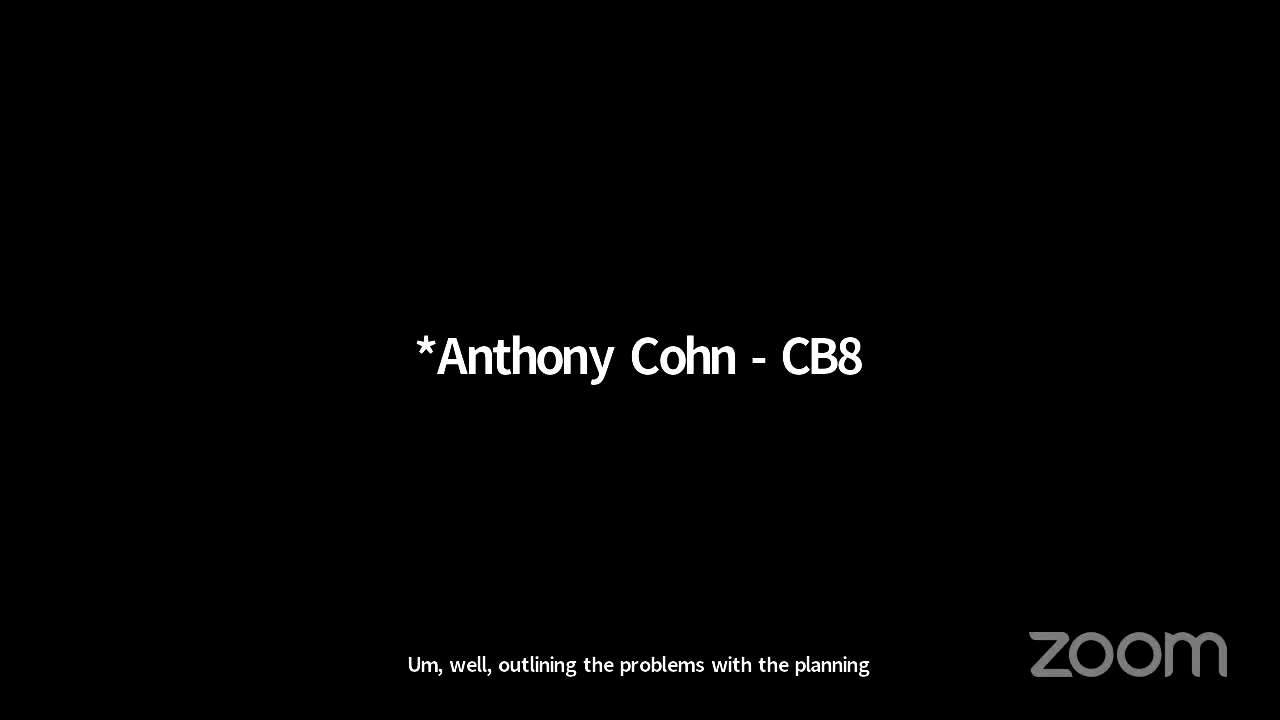 *Anthony Cohn - CB8
Um, well, outlining the problems with the planning
zoom